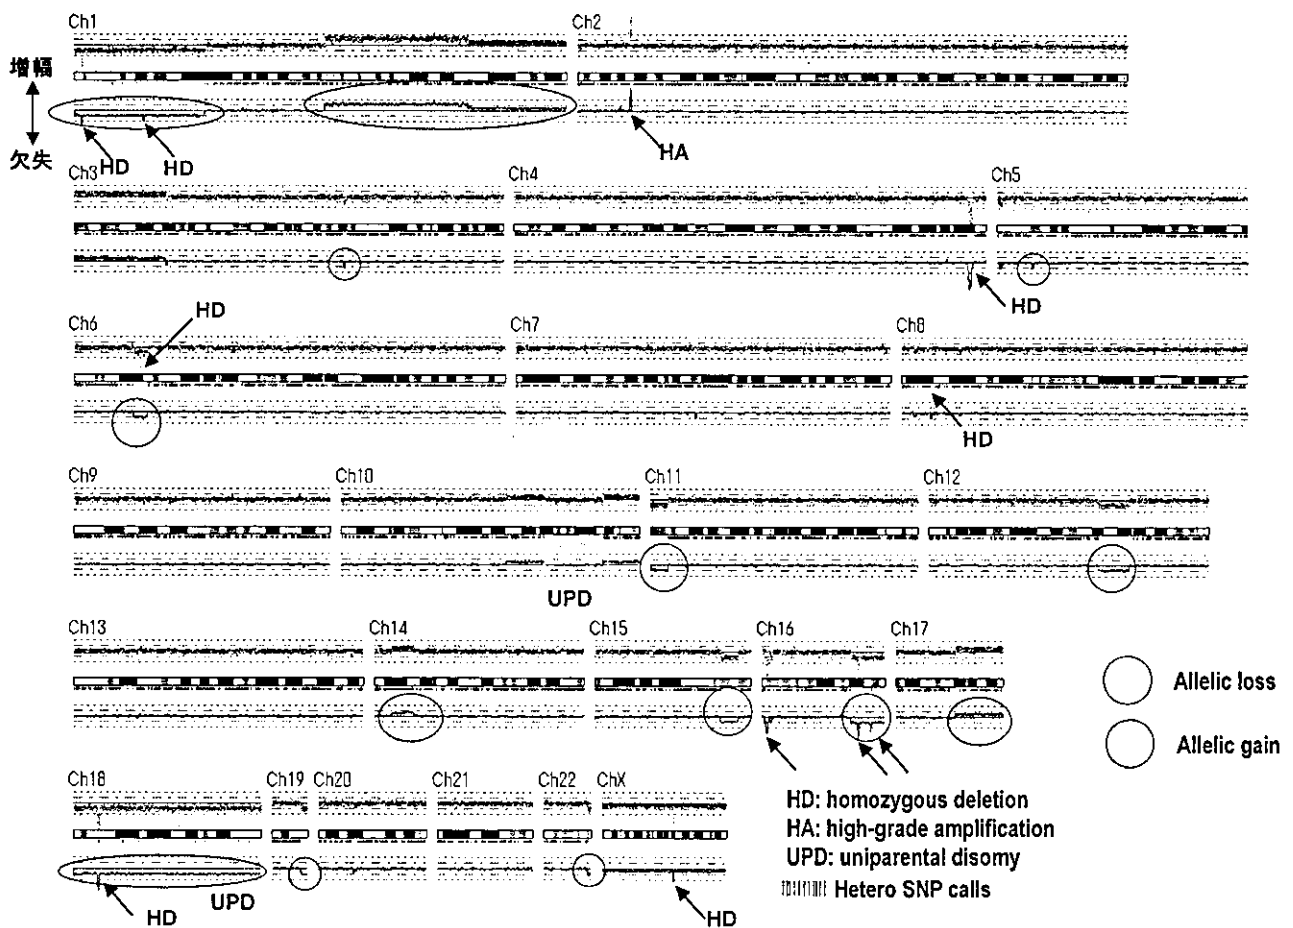 Ch1
Ch2
増幅
欠失
HD
HD
HA
Ch3
Ch4
Ch5
HD
HD
Ch6
Ch7
Ch8
HD
Ch9
Ch10
Ch11
Ch12
UPD
Ch13
Ch14
Ch15
Ch16
Ch17
Allelic loss
Allelic gain
Ch18
Ch19
Ch20
Ch21
Ch22
ChX
HD: homozygous deletion
HA: high-grade amplification
UPD: uniparental disomy
Hetero SNP calls
HD
UPD
HD